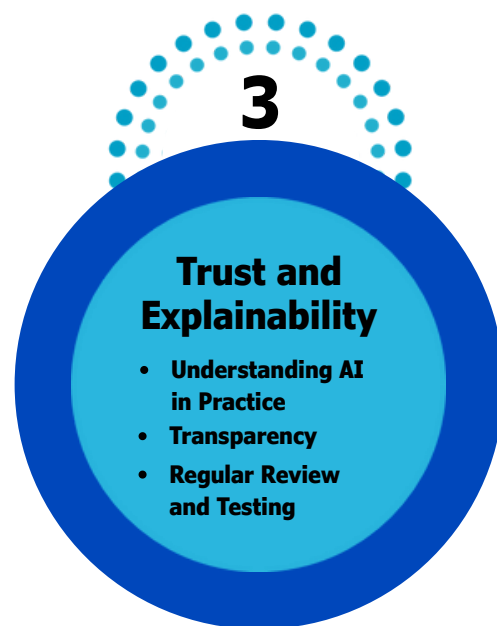 3
Trust and
Explainability
• Understanding AI
in Practice
• Transparency
• Regular Review
and Testing